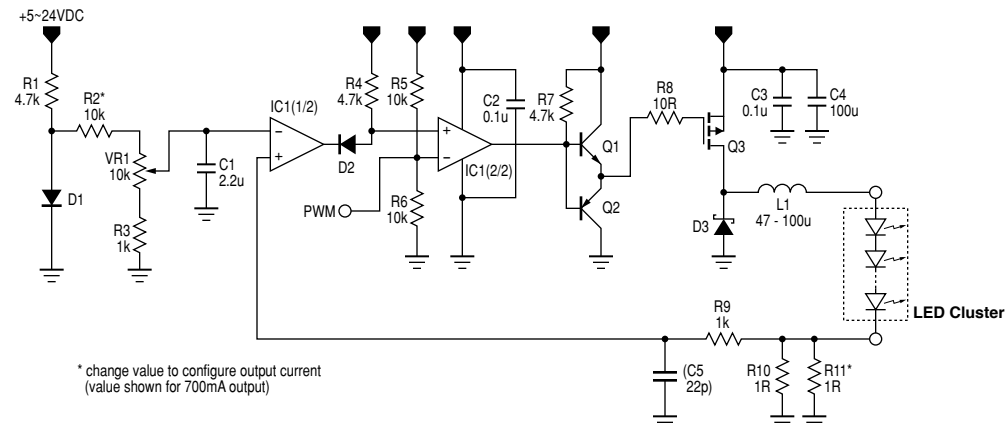 +5~24VDC
R1
4.7k
R2*
10k
VR1
10k
R3
1k
D1
C1
2.2u
IC1(1/2)
−
+
D2
R4
4.7k
R5
10k
PWM
R6
10k
+
−
IC1(2/2)
C2
0.1u
R7
4.7k
Q1
Q2
R8
10R
Q3
C3
0.1u
C4
100u
D3
L1
47 - 100u
LED Cluster
R9
1k
(C5
22p)
R10
1R
R11*
1R
* change value to configure output current
(value shown for 700mA output)